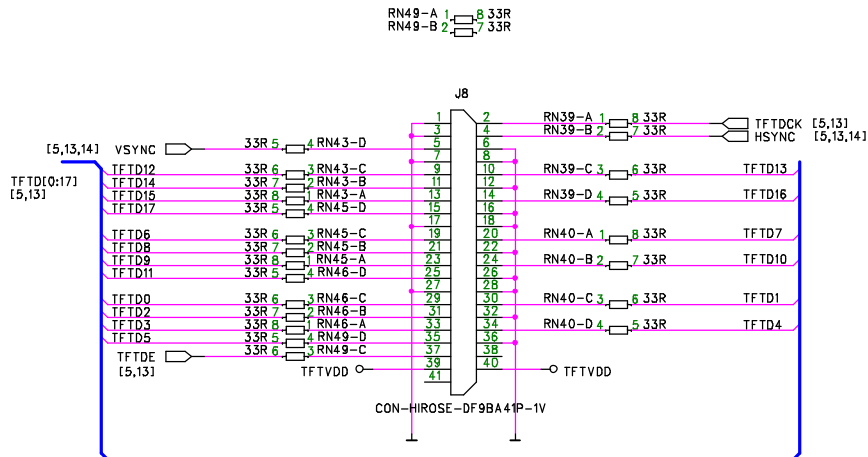 RN49-A 1 8 33R
RN49-B 2 7 33R
J8
1 2 RN39-A 1 8 33R TFTDCK [5,13]
3 4 RN39-B 2 7 33R HSYNC [5,13,14]
[5,13,14] VSYNC 33R 5 4 RN43-D 5 6
7 8
TFTD[0:17]
[5,13]
TFTD12 33R 6 3 RN43-C 9 10 RN39-C 3 6 33R TFTD13
TFTD14 33R 7 2 RN43-B 11 12
TFTD15 33R 8 1 RN43-A 13 14 RN39-D 4 5 33R TFTD16
TFTD17 33R 5 4 RN45-D 15 16
17 18
TFTD6 33R 6 3 RN45-C 19 20 RN40-A 1 8 33R TFTD7
TFTD8 33R 7 2 RN45-B 21 22
TFTD9 33R 8 1 RN45-A 23 24 RN40-B 2 7 33R TFTD10
TFTD11 33R 5 4 RN46-D 25 26
27 28
TFTD0 33R 6 3 RN46-C 29 30 RN40-C 3 6 33R TFTD1
TFTD2 33R 7 2 RN46-B 31 32
TFTD3 33R 8 1 RN46-A 33 34 RN40-D 4 5 33R TFTD4
TFTD5 33R 5 4 RN49-D 35 36
TFTDE 33R 6 3 RN49-C 37 38
[5,13]
TFTVDD 39 40 TFTVDD
41
CON-HIROSE-DF9BA41P-1V